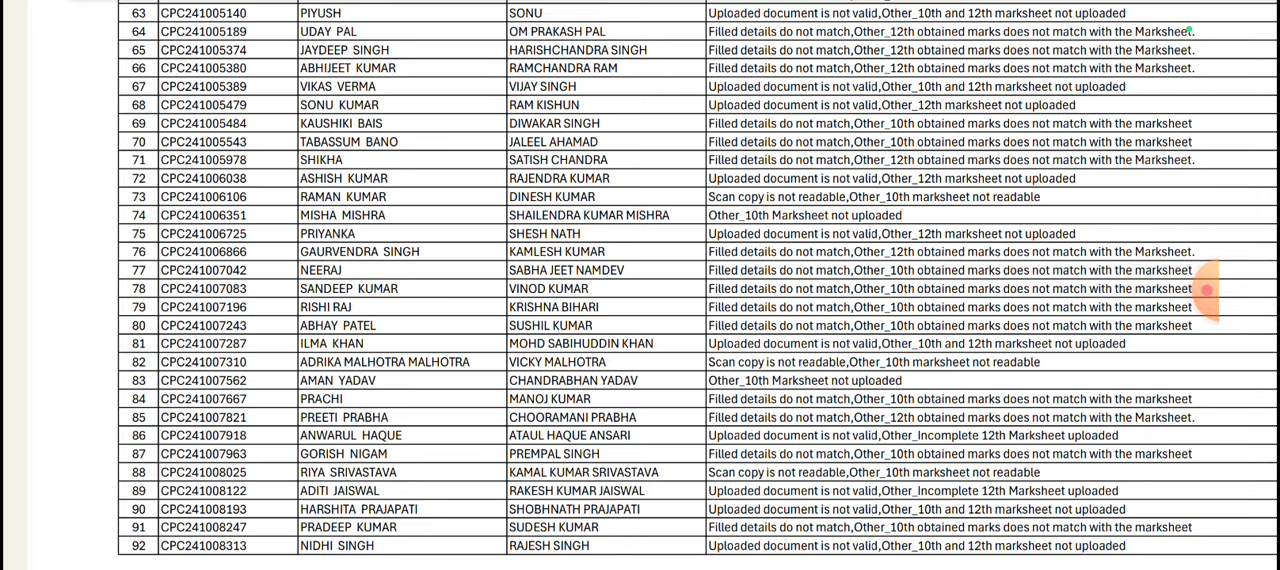 63 CPC241005140 PIYUSH SONU Uploaded document is not valid,Other_10th and 12th marksheet not uploaded
64 CPC241005189 UDAY PAL OM PRAKASH PAL Filled details do not match,Other_12th obtained marks does not match with the Marksheet.
65 CPC241005374 JAYDEEP SINGH HARISHCHANDRA SINGH Filled details do not match,Other_12th obtained marks does not match with the Marksheet.
66 CPC241005380 ABHIJEET KUMAR RAMCHANDRA RAM Filled details do not match,Other_12th obtained marks does not match with the Marksheet.
67 CPC241005389 VIKAS VERMA VIJAY SINGH Uploaded document is not valid,Other_10th and 12th marksheet not uploaded
68 CPC241005479 SONU KUMAR RAM KISHUN Uploaded document is not valid,Other_12th marksheet not uploaded
69 CPC241005484 KAUSHIKI BAIS DIWAKAR SINGH Filled details do not match,Other_10th obtained marks does not match with the Marksheet
70 CPC241005543 TABASSUM BANO JALEEL AHAMAD Filled details do not match,Other_10th obtained marks does not match with the Marksheet
71 CPC241005978 SHIKHA SATISH CHANDRA Filled details do not match,Other_12th obtained marks does not match with the Marksheet.
72 CPC241006038 ASHISH KUMAR RAJENDRA KUMAR Uploaded document is not valid,Other_12th marksheet not uploaded
73 CPC241006106 RAMAN KUMAR DINESH KUMAR Scan copy is not readable,Other_10th marksheet not readable
74 CPC241006351 MISHA MISHRA SHAILENDRA KUMAR MISHRA Other_10th Marksheet not uploaded
75 CPC241006725 PRIYANKA SHESH NATH Uploaded document is not valid,Other_12th marksheet not uploaded
76 CPC241006866 GAURVENDRA SINGH KAMLESH KUMAR Filled details do not match,Other_12th obtained marks does not match with the Marksheet.
77 CPC241007042 NEERAJ SABHA JEET NAMDEV Filled details do not match,Other_10th obtained marks does not match with the Marksheet
78 CPC241007083 SANDEEP KUMAR VINOD KUMAR Filled details do not match,Other_10th obtained marks does not match with the Marksheet
79 CPC241007196 RISHI RAJ KRISHNA BIHARI Filled details do not match,Other_10th obtained marks does not match with the Marksheet
80 CPC241007243 ABHAY PATEL SUSHIL KUMAR Filled details do not match,Other_10th obtained marks does not match with the Marksheet
81 CPC241007287 ILMA KHAN MOHD SABIHUDDIN KHAN Uploaded document is not valid,Other_10th and 12th marksheet not uploaded
82 CPC241007310 ADRIKA MALHOTRA MALHOTRA VICKY MALHOTRA Scan copy is not readable,Other_10th marksheet not readable
83 CPC241007562 AMAN YADAV CHANDRABHAN YADAV Other_10th Marksheet not uploaded
84 CPC241007667 PRACHI MANOJ KUMAR Filled details do not match,Other_10th obtained marks does not match with the Marksheet
85 CPC241007821 PREETI PRABHA CHOORAMANI PRABHA Filled details do not match,Other_12th obtained marks does not match with the Marksheet.
86 CPC241007918 ANWARUL HAQUE ATAUL HAQUE ANSARI Uploaded document is not valid,Other_Incomplete 12th Marksheet uploaded
87 CPC241007963 GORISH NIGAM PREMPAL SINGH Filled details do not match,Other_10th obtained marks does not match with the Marksheet
88 CPC241008025 RIYA SRIVASTAVA KAMAL KUMAR SRIVASTAVA Scan copy is not readable,Other_10th marksheet not readable
89 CPC241008122 ADITI JAISWAL RAKESH KUMAR JAISWAL Uploaded document is not valid,Other_Incomplete 12th Marksheet uploaded
90 CPC241008193 HARSHITA PRAJAPATI SHOBHNATH PRAJAPATI Uploaded document is not valid,Other_10th and 12th marksheet not uploaded
91 CPC241008247 PRADEEP KUMAR SUDESH KUMAR Filled details do not match,Other_10th obtained marks does not match with the Marksheet
92 CPC241008313 NIDHI SINGH RAJESH SINGH Uploaded document is not valid,Other_10th and 12th marksheet not uploaded